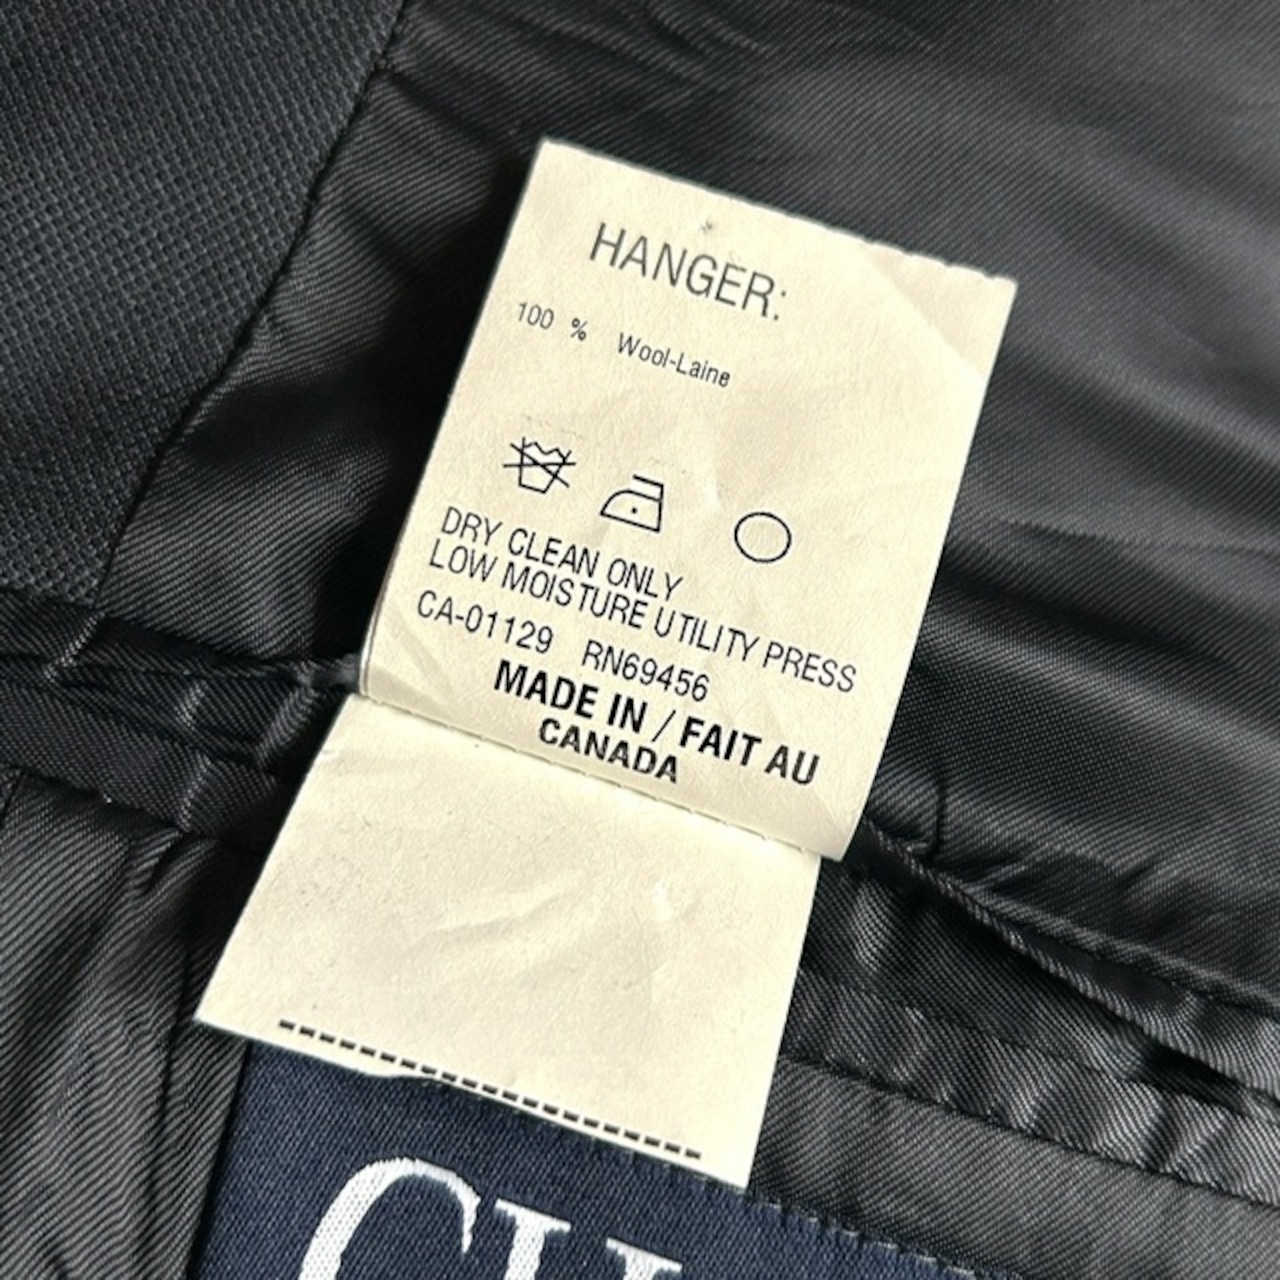 HANGER:
100 % Wool-Laine
DRY CLEAN ONLY
LOW MOISTURE UTILITY PRESS
CA-01129 RN69456
MADE IN / FAIT AU
CANADA